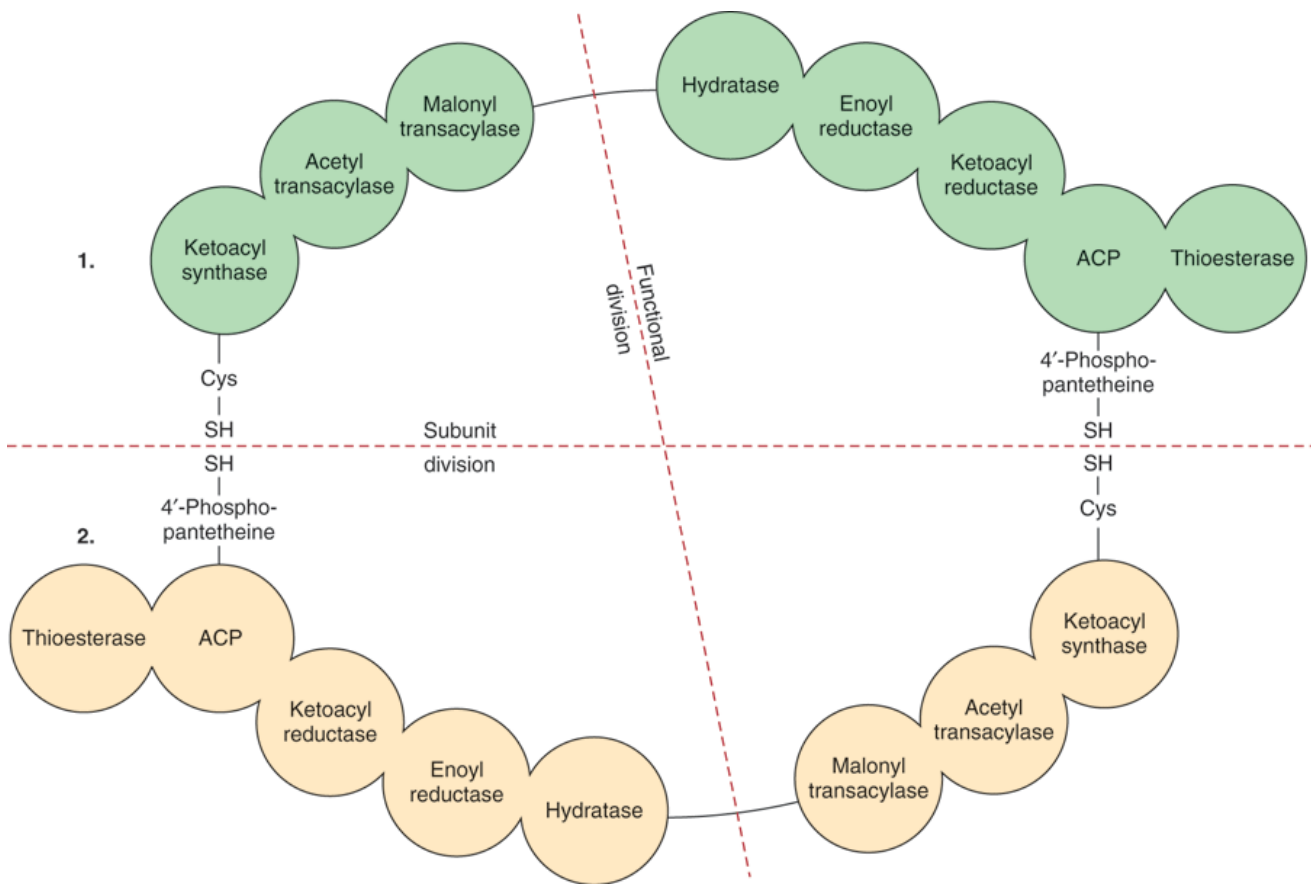 Hydratase
Enoyl
reductase
Malonyl
transacylase
Acetyl
transacylase
Ketoacyl
reductase
1.
Ketoacyl
synthase
ACP
Thioesterase
Functional
division
Cys
4′-Phospho-
pantetheine
SH
Subunit
SH
SH
division
SH
4′-Phospho-
pantetheine
Cys
2.
Thioesterase
ACP
Ketoacyl
synthase
Ketoacyl
reductase
Acetyl
transacylase
Enoyl
reductase
Hydratase
Malonyl
transacylase